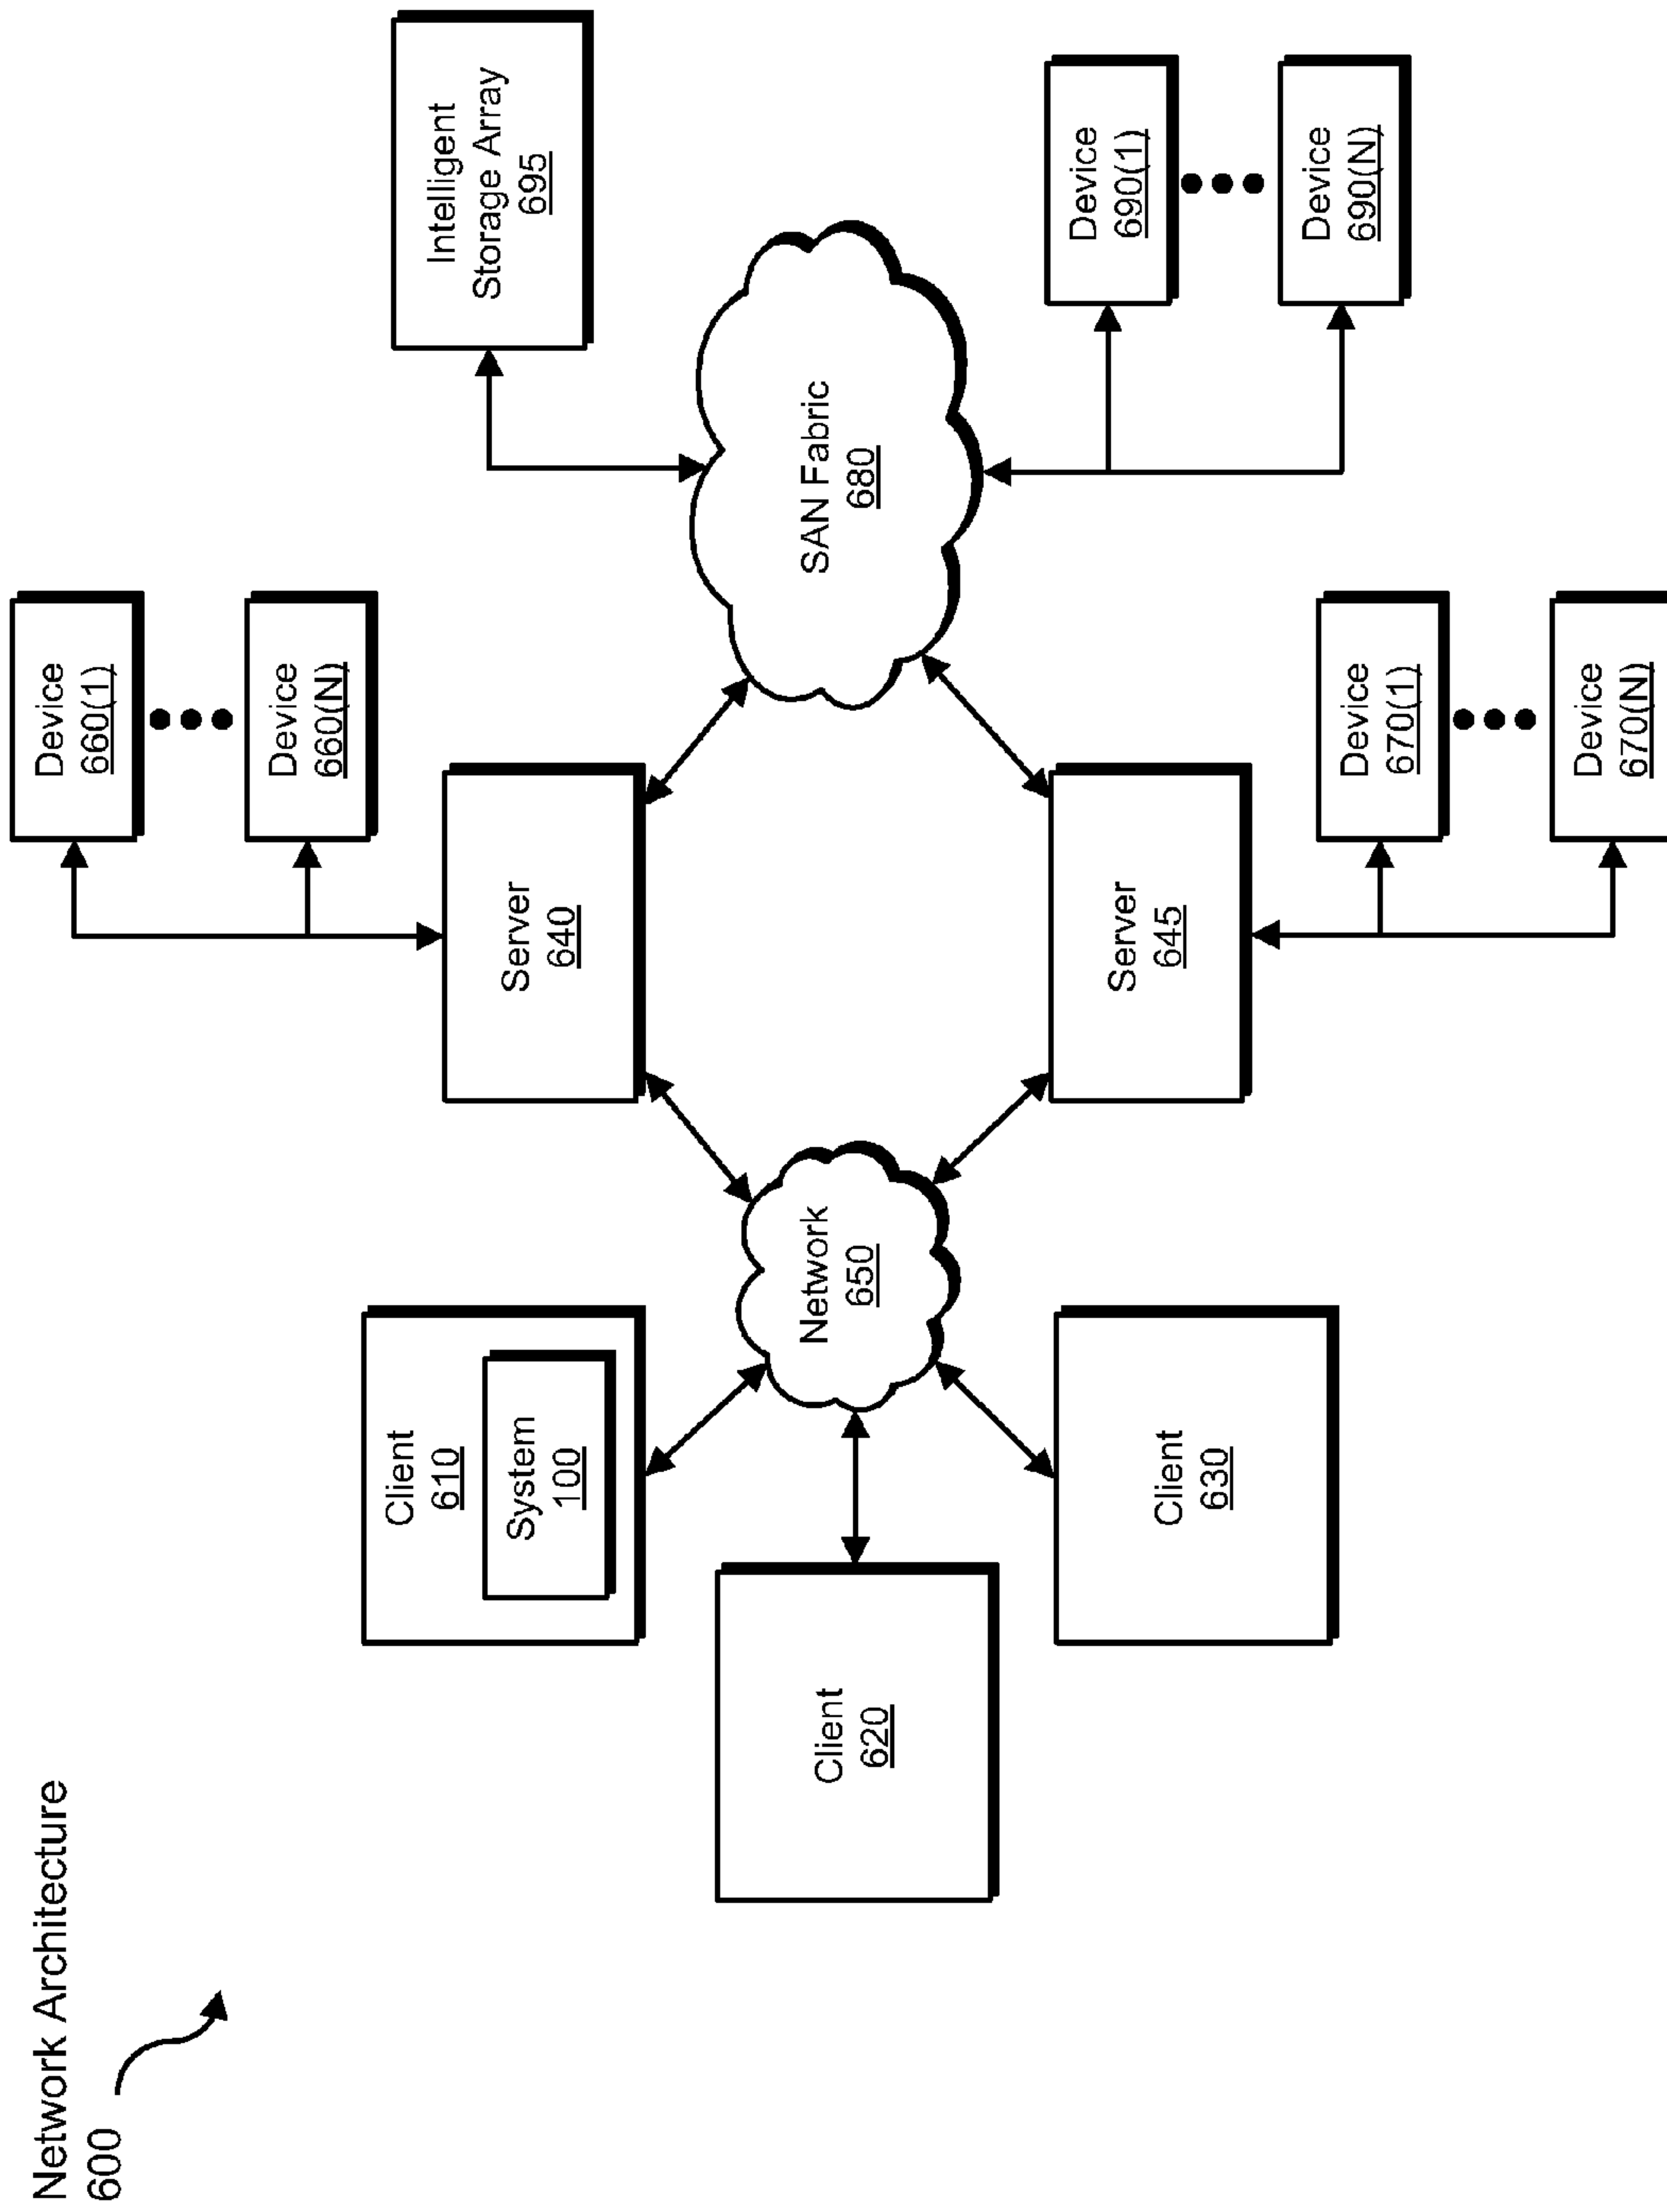 Network Architecture
600
Device
660(1)
Device
660(N)
Intelligent
Storage Array
695
Client
610
System
100
Server
640
Client
620
Network
650
SAN Fabric
680
Device
690(1)
Device
690(N)
Client
630
Server
645
Device
670(1)
Device
670(N)